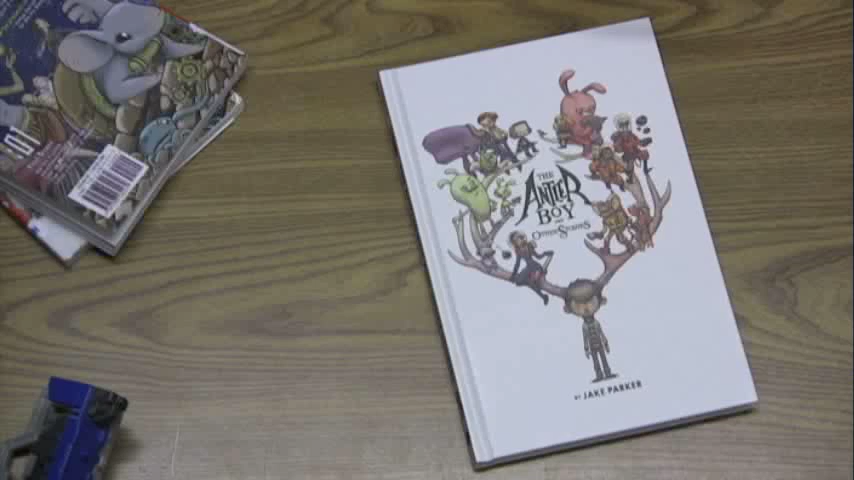 THE
ANTLER
BOY
AND
OTHER STORIES
BY JAKE PARKER